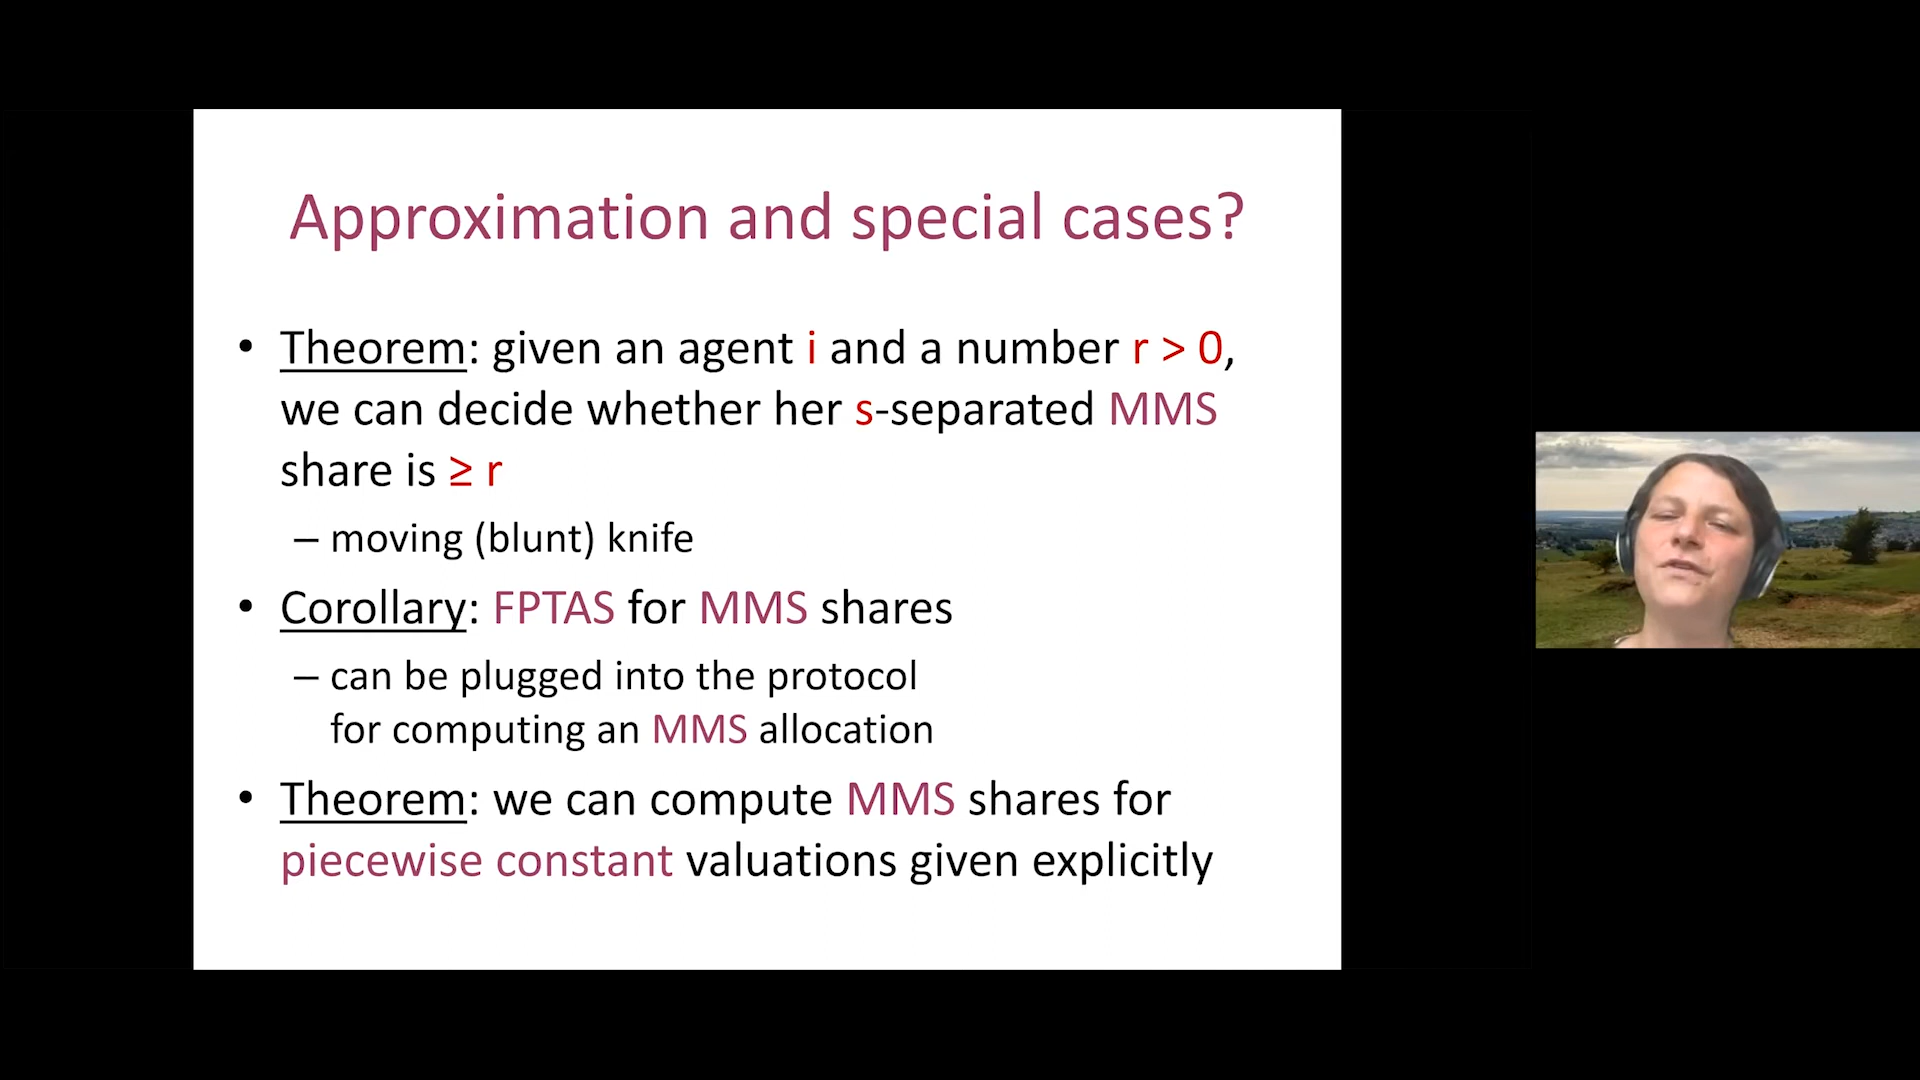 Approximation and special cases?
• Theorem: given an agent i and a number r > 0,
we can decide whether her s-separated MMS
share is ≥ r
– moving (blunt) knife
• Corollary: FPTAS for MMS shares
– can be plugged into the protocol
for computing an MMS allocation
• Theorem: we can compute MMS shares for
piecewise constant valuations given explicitly